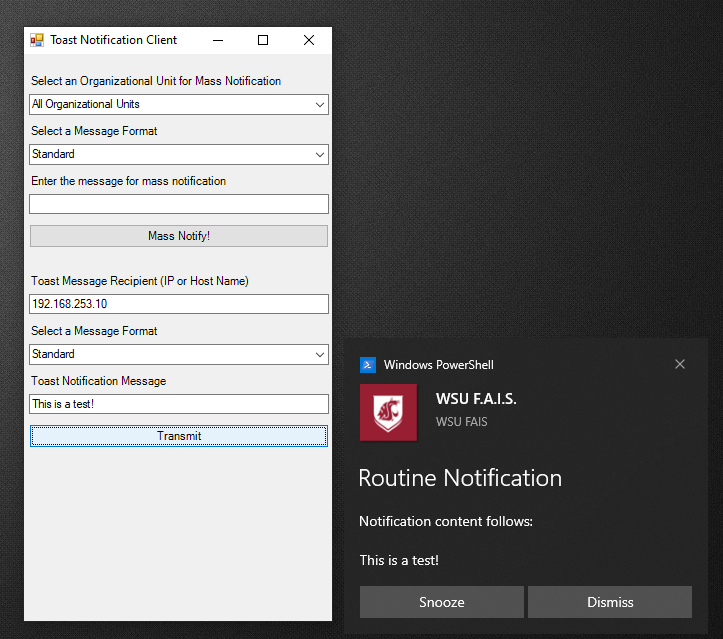 Toast Notification Client
Select an Organizational Unit for Mass Notification
All Organizational Units
Select a Message Format
Standard
Enter the message for mass notification
Mass Notify!
Toast Message Recipient (IP or Host Name)
192.168.253.10
Select a Message Format
Standard
Toast Notification Message
This is a test!
Transmit
Windows PowerShell
WSU F.A.I.S.
WSU FAIS
Routine Notification
Notification content follows:
This is a test!
Snooze
Dismiss